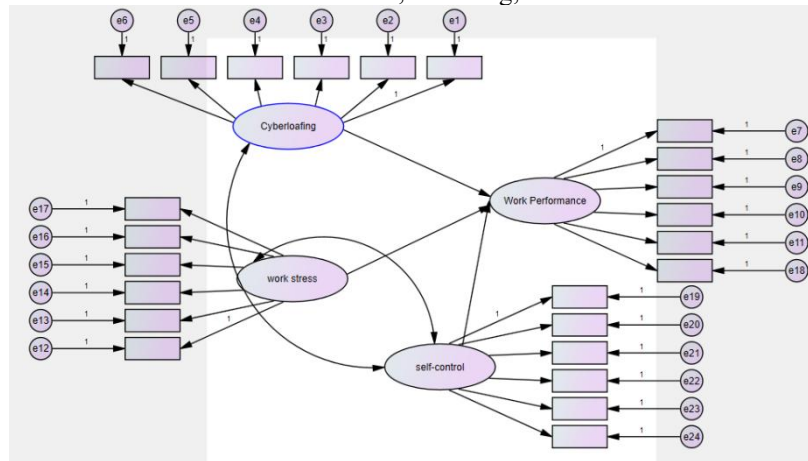 e6 e5 e4 e3 e2 e1
1 1 1 1 1 1
1
Cyberloafing
1 1 e7
1 e8
1 e9
Work Performance
1 e10
1 e11
1 e18
e17 1
e16 1
e15 1
work stress
e14 1
e13 1
e12 1 1
1 1 e19
1 e20
1 e21
self-control
1 e22
1 e23
1 e24